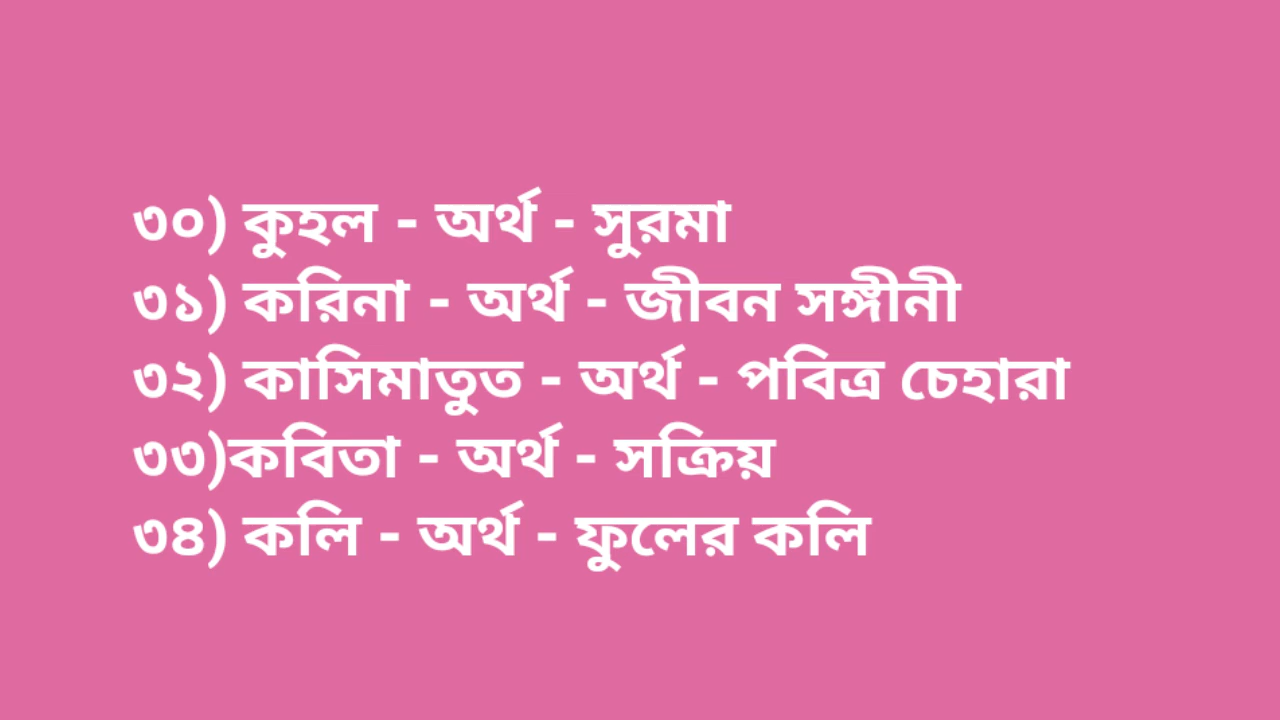 ৩০) কুহল - অর্থ - সুরমা
৩১) করিনা - অর্থ - জীবন সঙ্গীনী
৩২) কাসিমাতুত - অর্থ - পবিত্র চেহারা
৩৩)কবিতা - অর্থ - সক্রিয়
৩৪) কলি - অর্থ - ফুলের কলি